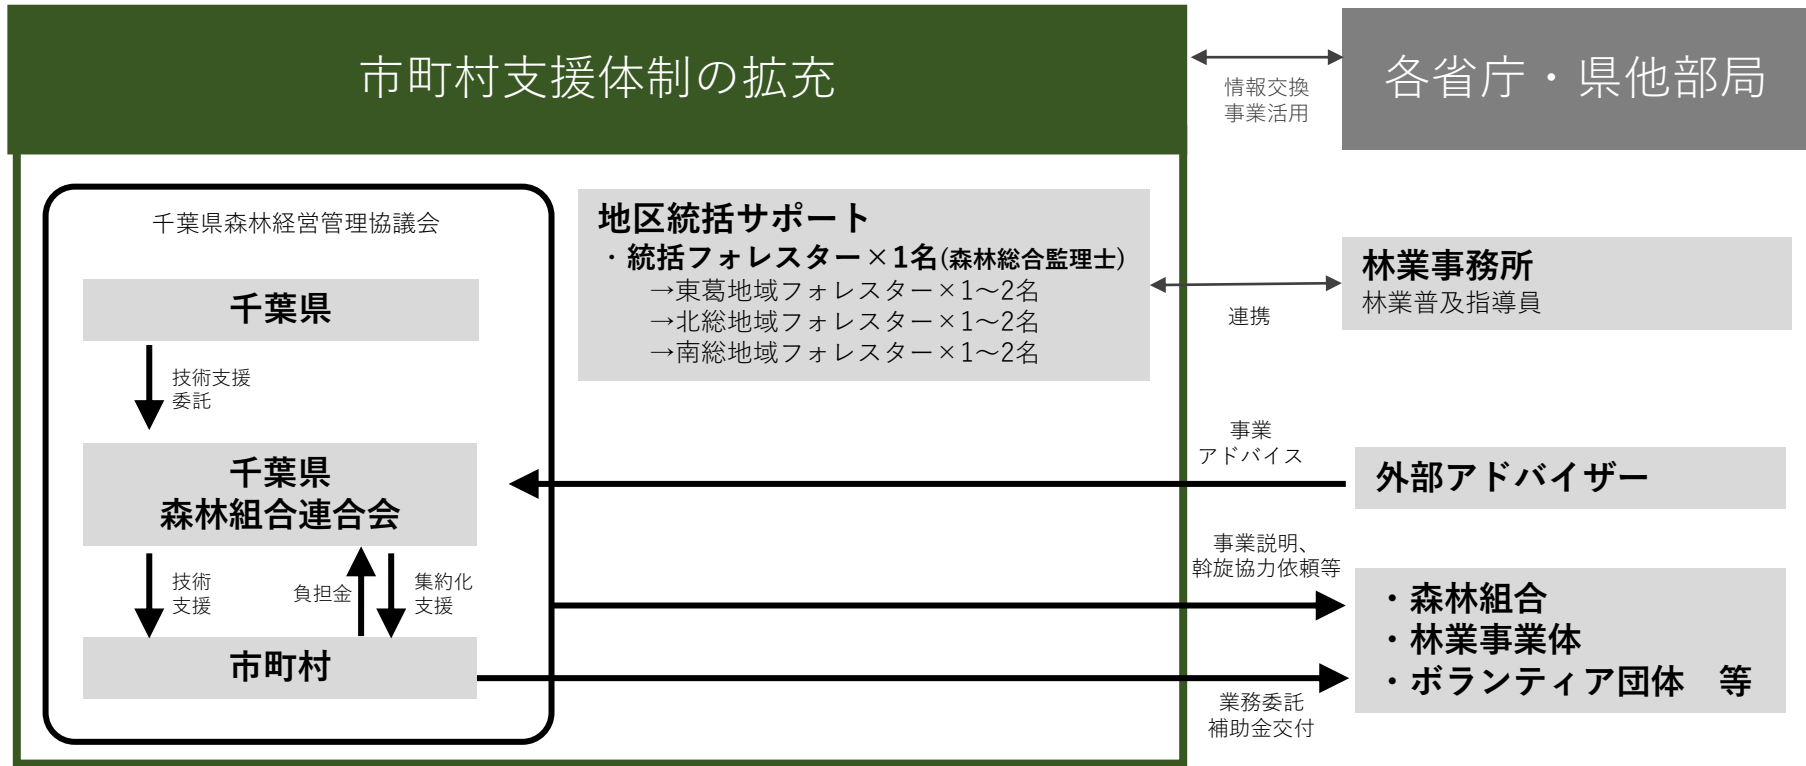 市町村支援体制の拡充
情報交換
事業活用
各省庁・県他部局
千葉県森林経営管理協議会
千葉県
技術支援
委託
千葉県
森林組合連合会
技術
支援
負担金
集約化
支援
市町村
地区統括サポート
・統括フォレスター×1名(森林総合監理士)
→東葛地域フォレスター×1～2名
→北総地域フォレスター×1～2名
→南総地域フォレスター×1～2名
連携
林業事務所
林業普及指導員
事業
アドバイス
外部アドバイザー
事業説明、
斡旋協力依頼等
・森林組合
・林業事業体
・ボランティア団体　等
業務委託
補助金交付